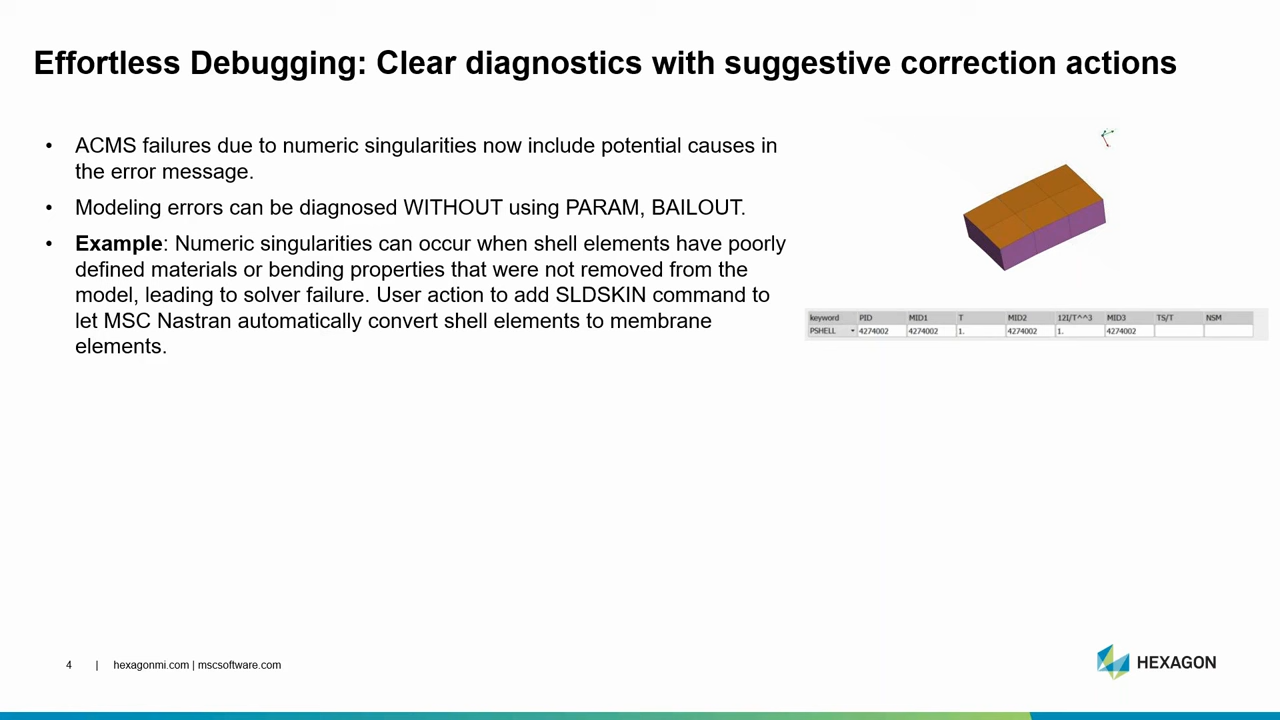 Effortless Debugging: Clear diagnostics with suggestive correction actions
• ACMS failures due to numeric singularities now include potential causes in
the error message.
• Modeling errors can be diagnosed WITHOUT using PARAM, BAILOUT.
• Example: Numeric singularities can occur when shell elements have poorly
defined materials or bending properties that were not removed from the
model, leading to solver failure. User action to add SLDSKIN command to
let MSC Nastran automatically convert shell elements to membrane
elements.
keyword PID MID1 T MID2 12I/T^^3 MID3 TS/T NSM
PSHELL 4274002 4274002 1. 4274002 1. 4274002
4 | hexagonmi.com | mscsoftware.com
HEXAGON